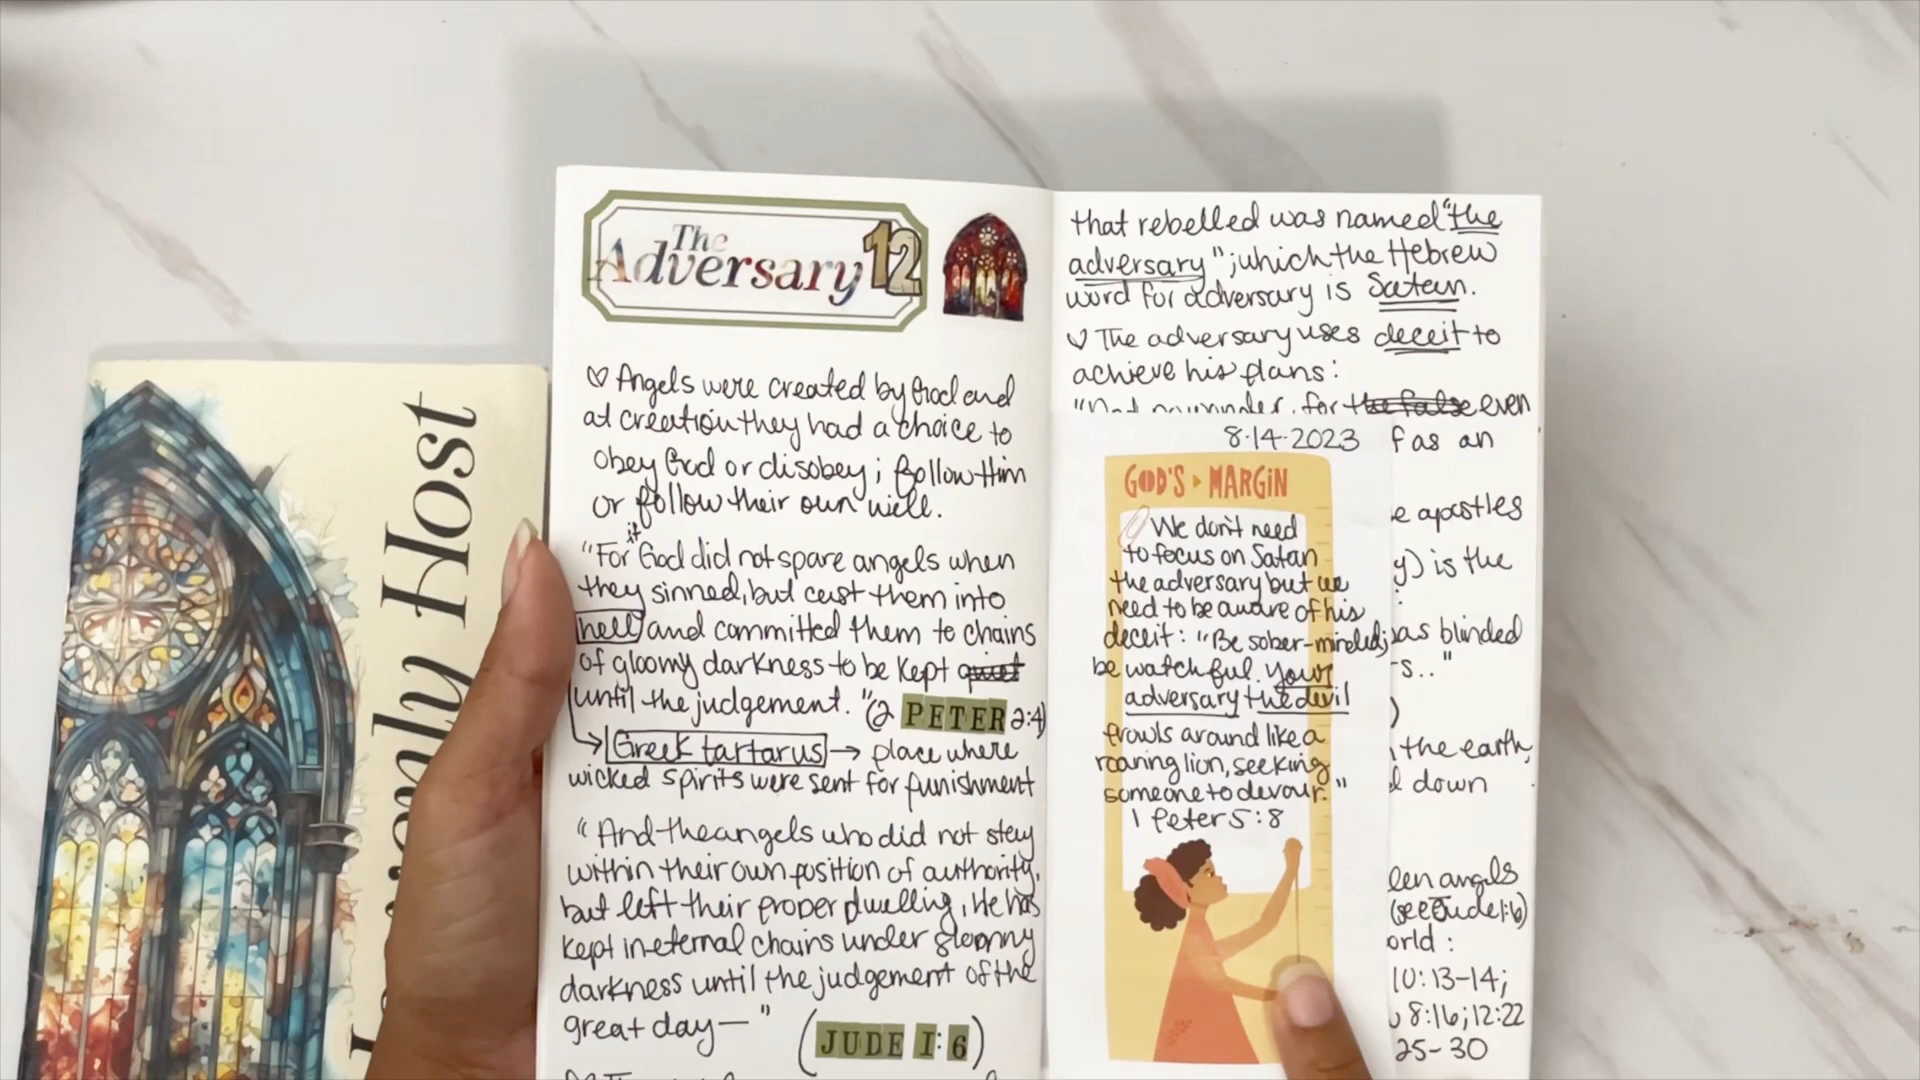 Host
The
Adversary 12
♡ Angels were created by God and
at creation they had a choice to
obey God or disobey; follow Him
or follow their own will.
"For if God did not spare angels when
they sinned, but cast them into
hell and committed them to chains
of gloomy darkness to be kept quiet
until the judgement." (2 PETER 2:4)
Greek tartarus → place where
wicked spirits were sent for punishment
"And the angels who did not stay
within their own position of authority,
but left their proper dwelling, He has
kept in eternal chains under gloomy
darkness until the judgement of the
great day—"
(JUDE 1:6)
that rebelled was named "the
adversary"; which the Hebrew
word for adversary is Satan.
♡ The adversary uses deceit to
achieve his plans:
for the false even
8·14·2023
GOD'S MARGIN
We don't need
to focus on Satan
the adversary but we
need to be aware of his
deceit: "Be sober-minded;
be watchful. Your
adversary the devil
prowls around like a
roaring lion, seeking
someone to devour."
1 Peter 5:8
as an
apostles
is the
blinded
s.."
)
the earth,
down
angels
(see Jude 1:6)
:
10:13-14;
8:16; 12:22
25-30